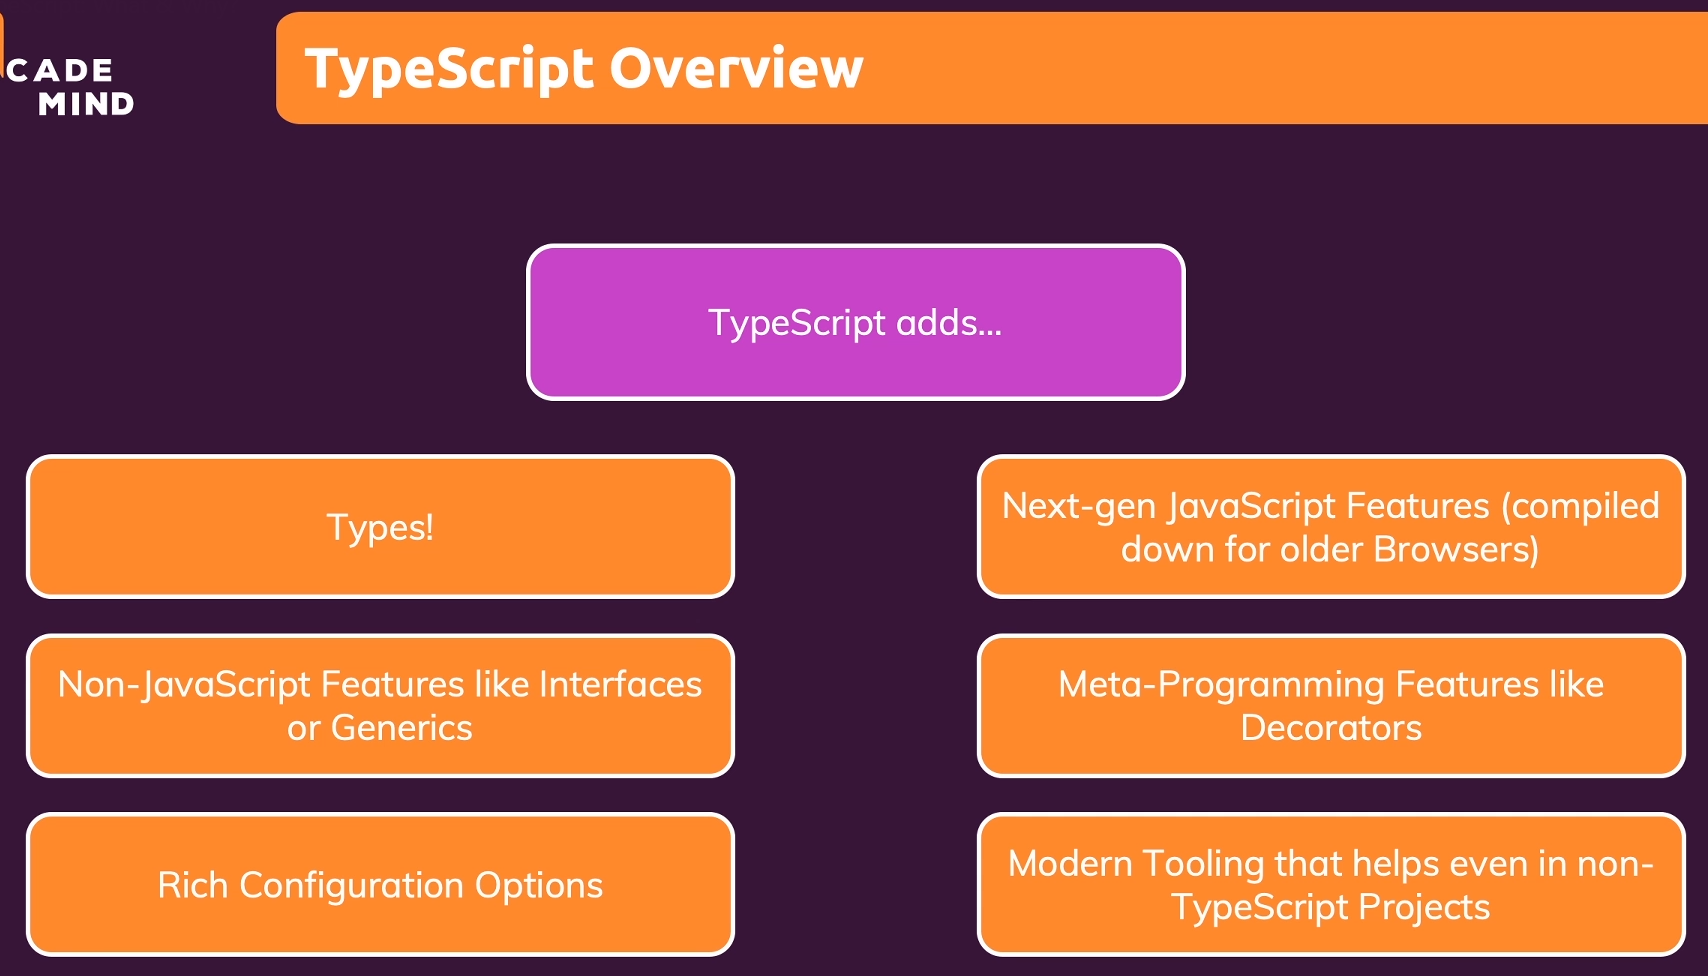 CADE
MIND
TypeScript Overview
TypeScript adds...
Types!
Next-gen JavaScript Features (compiled
down for older Browsers)
Non-JavaScript Features like Interfaces
or Generics
Meta-Programming Features like
Decorators
Rich Configuration Options
Modern Tooling that helps even in non-
TypeScript Projects